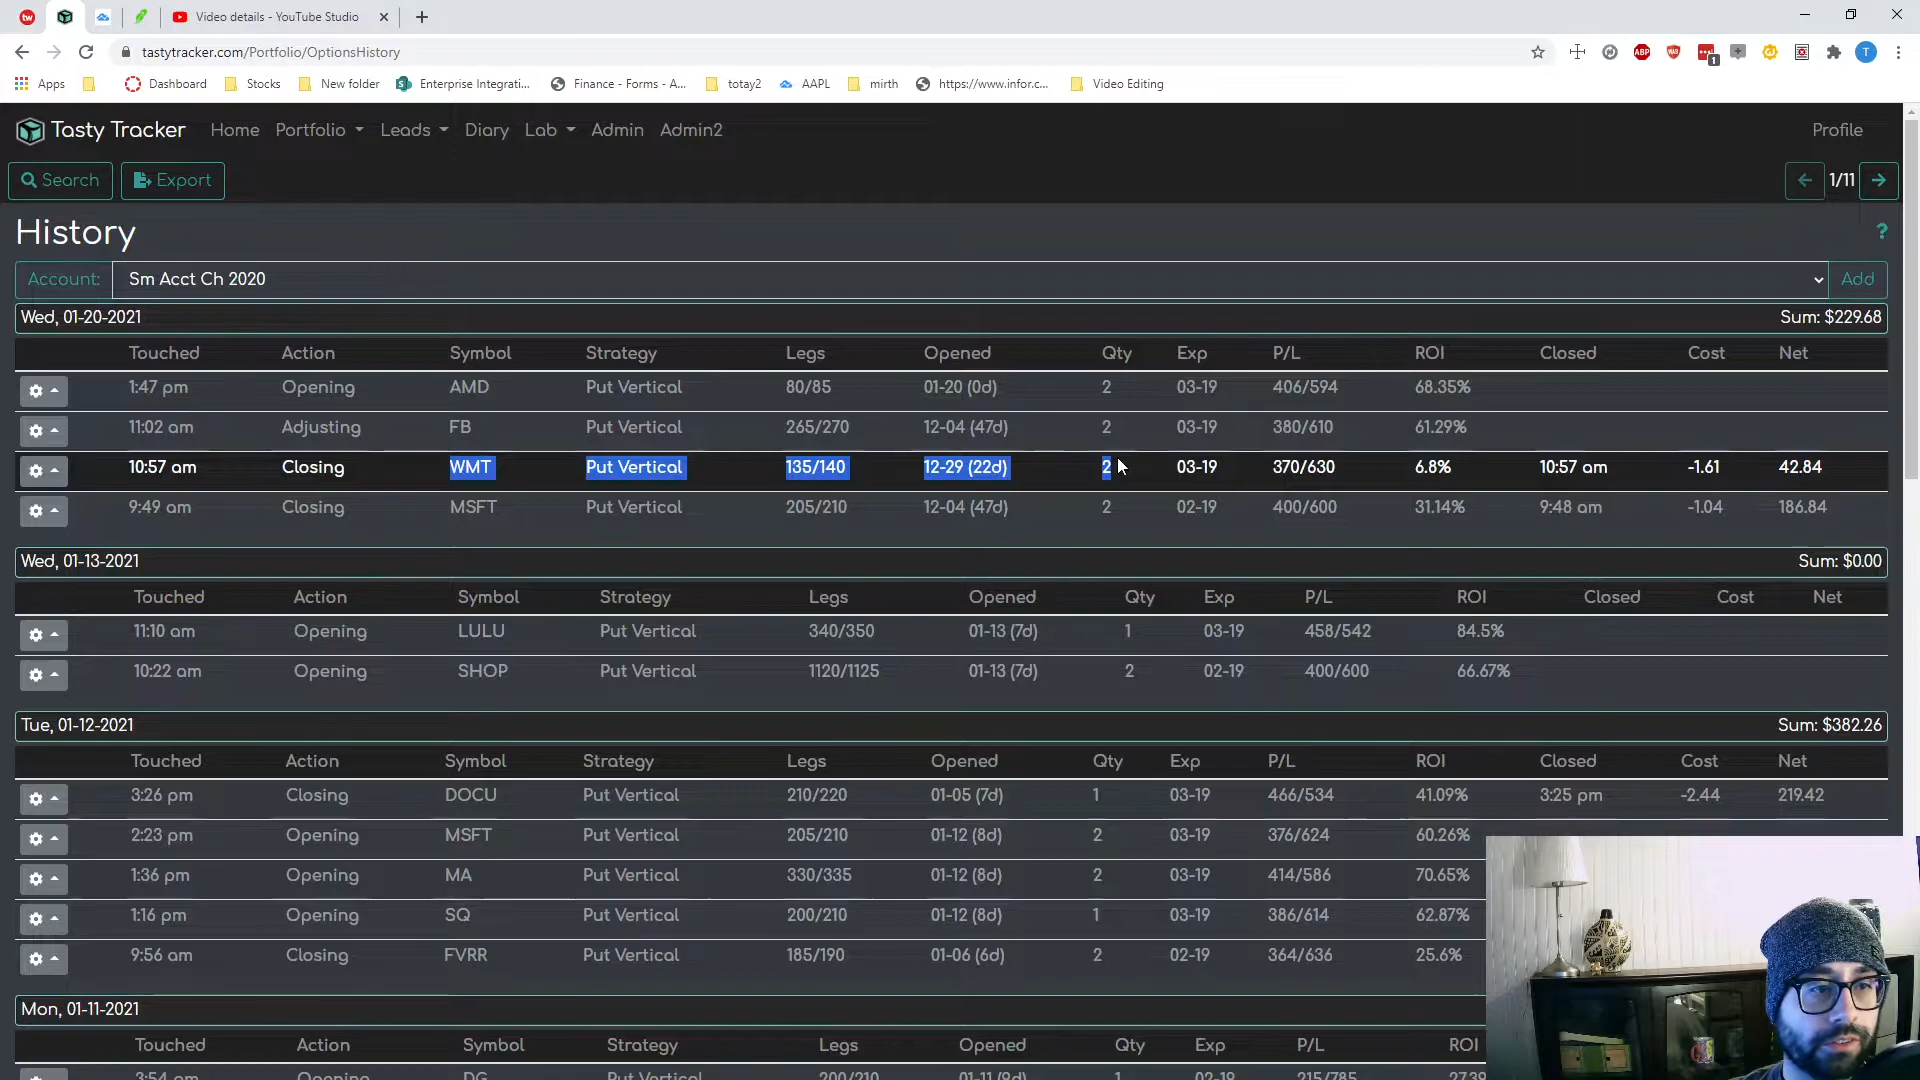 Video details - YouTube Studio
tastytracker.com/Portfolio/OptionsHistory
Apps Dashboard Stocks New folder Enterprise Integrati... Finance - Forms - A... totay2 AAPL mirth https://www.infor.c... Video Editing
Tasty Tracker Home Portfolio Leads Diary Lab Admin Admin2 Profile
Search Export 1/11
History ?
Account: Sm Acct Ch 2020 Add
Wed, 01-20-2021 Sum: $229.68
Touched Action Symbol Strategy Legs Opened Qty Exp P/L ROI Closed Cost Net
1:47 pm Opening AMD Put Vertical 80/85 01-20 (0d) 2 03-19 406/594 68.35%
11:02 am Adjusting FB Put Vertical 265/270 12-04 (47d) 2 03-19 380/610 61.29%
10:57 am Closing WMT Put Vertical 135/140 12-29 (22d) 2 03-19 370/630 6.8% 10:57 am -1.61 42.84
9:49 am Closing MSFT Put Vertical 205/210 12-04 (47d) 2 02-19 400/600 31.14% 9:48 am -1.04 186.84
Wed, 01-13-2021 Sum: $0.00
Touched Action Symbol Strategy Legs Opened Qty Exp P/L ROI Closed Cost Net
11:10 am Opening LULU Put Vertical 340/350 01-13 (7d) 1 03-19 458/542 84.5%
10:22 am Opening SHOP Put Vertical 1120/1125 01-13 (7d) 2 02-19 400/600 66.67%
Tue, 01-12-2021 Sum: $382.26
Touched Action Symbol Strategy Legs Opened Qty Exp P/L ROI Closed Cost Net
3:26 pm Closing DOCU Put Vertical 210/220 01-05 (7d) 1 03-19 466/534 41.09% 3:25 pm -2.44 219.42
2:23 pm Opening MSFT Put Vertical 205/210 01-12 (8d) 2 03-19 376/624 60.26%
1:36 pm Opening MA Put Vertical 330/335 01-12 (8d) 2 03-19 414/586 70.65%
1:16 pm Opening SQ Put Vertical 200/210 01-12 (8d) 1 03-19 386/614 62.87%
9:56 am Closing FVRR Put Vertical 185/190 01-06 (6d) 2 02-19 364/636 25.6%
Mon, 01-11-2021
Touched Action Symbol Strategy Legs Opened Qty Exp P/L ROI
3:54 pm Opening DG Put Vertical 200/210 01-11 (9d) 1 02-19 215/785